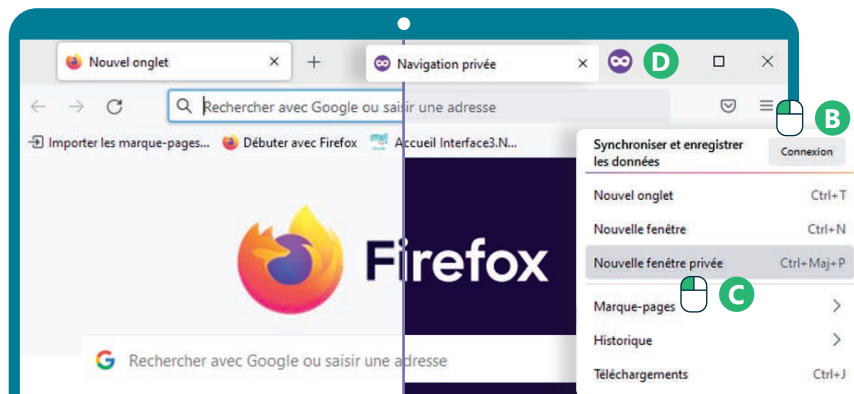 Nouvel onglet
Navigation privée
D
Rechercher avec Google ou saisir une adresse
B
Importer les marque-pages...
Débuter avec Firefox
Accueil Interface3.N...
Synchroniser et enregistrer
les données
Connexion
Nouvel onglet Ctrl+T
Nouvelle fenêtre Ctrl+N
Nouvelle fenêtre privée Ctrl+Maj+P
C
Marque-pages
Historique
Téléchargements Ctrl+J
Firefox
G Rechercher avec Google ou saisir une adresse